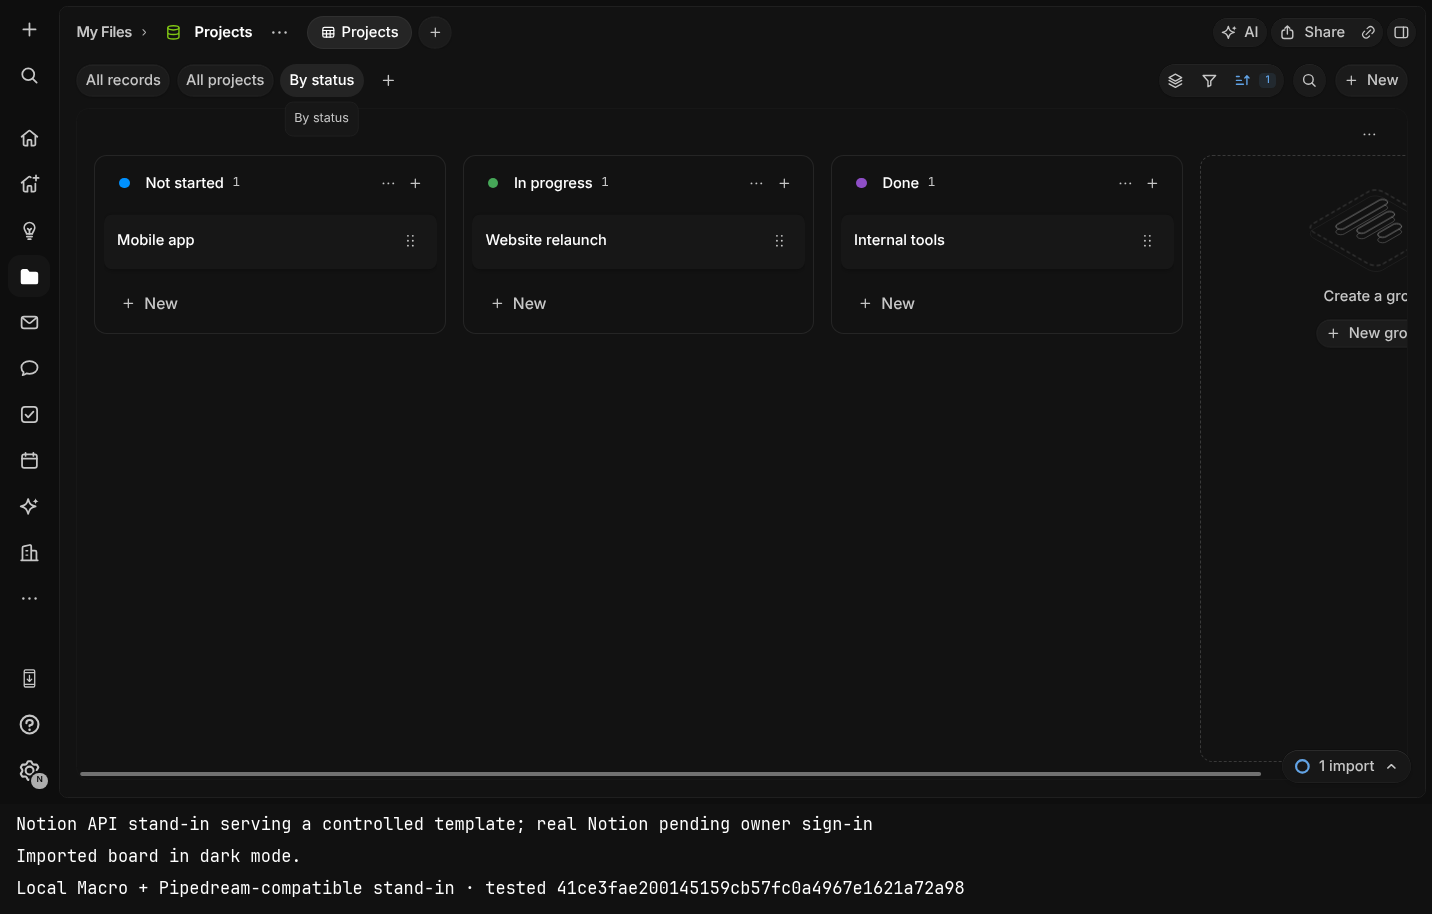 My Files › Projects ··· Projects
AI Share
All records All projects By status
1 New
By status
Not started 1
In progress 1
Done 1
Mobile app
Website relaunch
Internal tools
New
New
New
Create a gro
New gro
N
1 import
Notion API stand-in serving a controlled template; real Notion pending owner sign-in
Imported board in dark mode.
Local Macro + Pipedream-compatible stand-in · tested 41ce3fae200145159cb57fc0a4967e1621a72a98